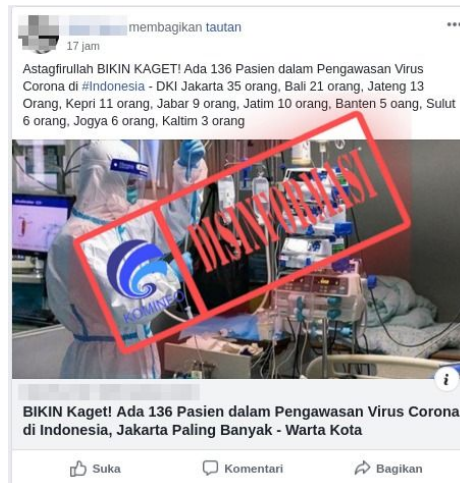 membagikan tautan
17 jam
Astagfirullah BIKIN KAGET! Ada 136 Pasien dalam Pengawasan Virus
Corona di #Indonesia - DKI Jakarta 35 orang, Bali 21 orang, Jateng 13
Orang, Kepri 11 orang, Jabar 9 orang, Jatim 10 orang, Banten 5 oang, Sulut
6 orang, Jogya 6 orang, Kaltim 3 orang
DISINFORMASI
KOMINFO
BIKIN Kaget! Ada 136 Pasien dalam Pengawasan Virus Corona
di Indonesia, Jakarta Paling Banyak - Warta Kota
Suka Komentari Bagikan